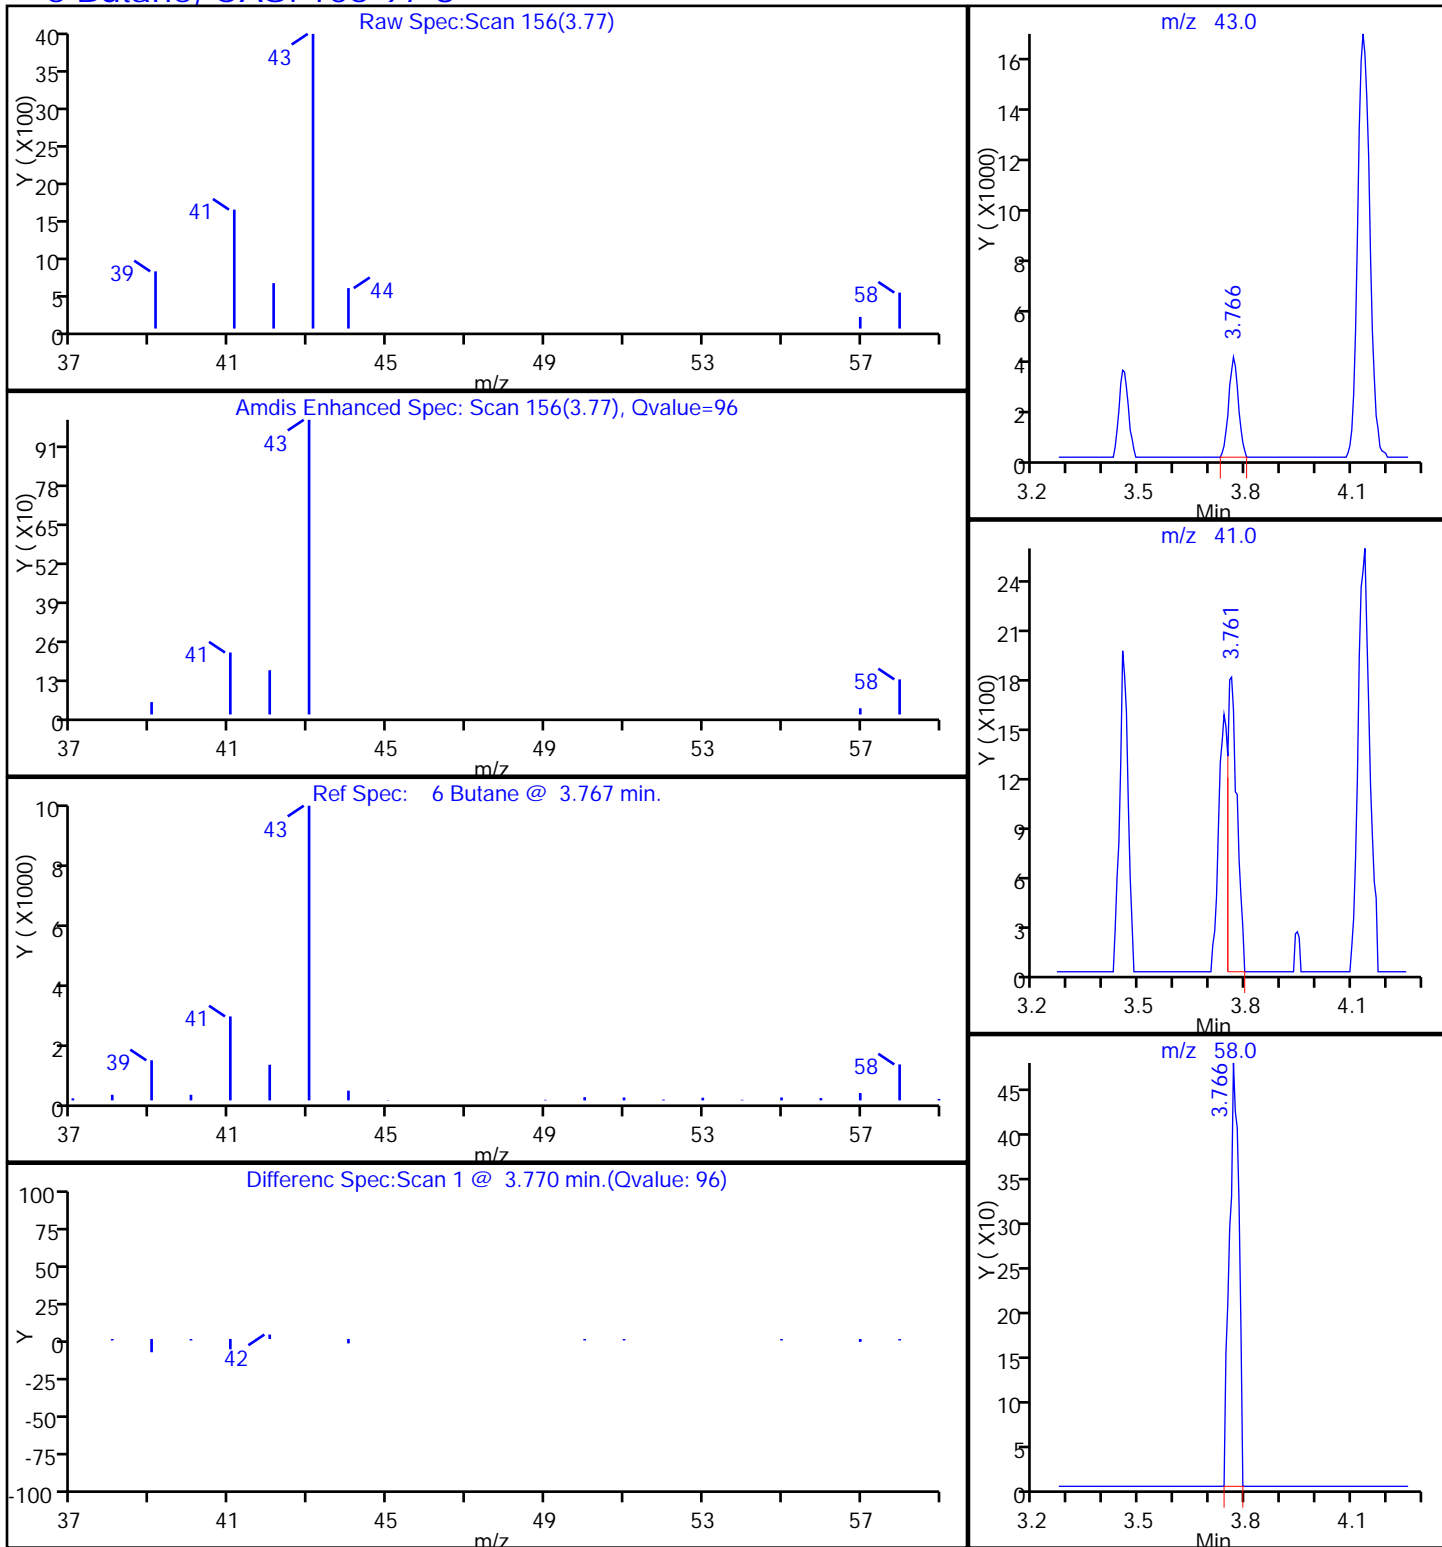 Raw Spec:Scan 156(3.77)
40
35
30
25
20
15
10
5
0
Y ( X100)
43
41
39
44
58
37 41 45 49 53 57
m/z
Amdis Enhanced Spec: Scan 156(3.77), Qvalue=96
91
78
65
52
39
26
13
0
Y ( X10)
43
41
58
37 41 45 49 53 57
m/z
Ref Spec: 6 Butane @ 3.767 min.
10
8
6
4
2
0
Y ( X1000)
43
41
39
58
37 41 45 49 53 57
m/z
Differenc Spec:Scan 1 @ 3.770 min.(Qvalue: 96)
100
75
50
25
0
-25
-50
-75
-100
Y
42
37 41 45 49 53 57
m/z
m/z 43.0
16
14
12
10
8
6
4
2
0
Y ( X1000)
3.766
3.2 3.5 3.8 4.1
Min
m/z 41.0
24
21
18
15
12
9
6
3
0
Y ( X100)
3.761
3.2 3.5 3.8 4.1
Min
m/z 58.0
45
40
35
30
25
20
15
10
5
0
Y ( X10)
3.766
3.2 3.5 3.8 4.1
Min